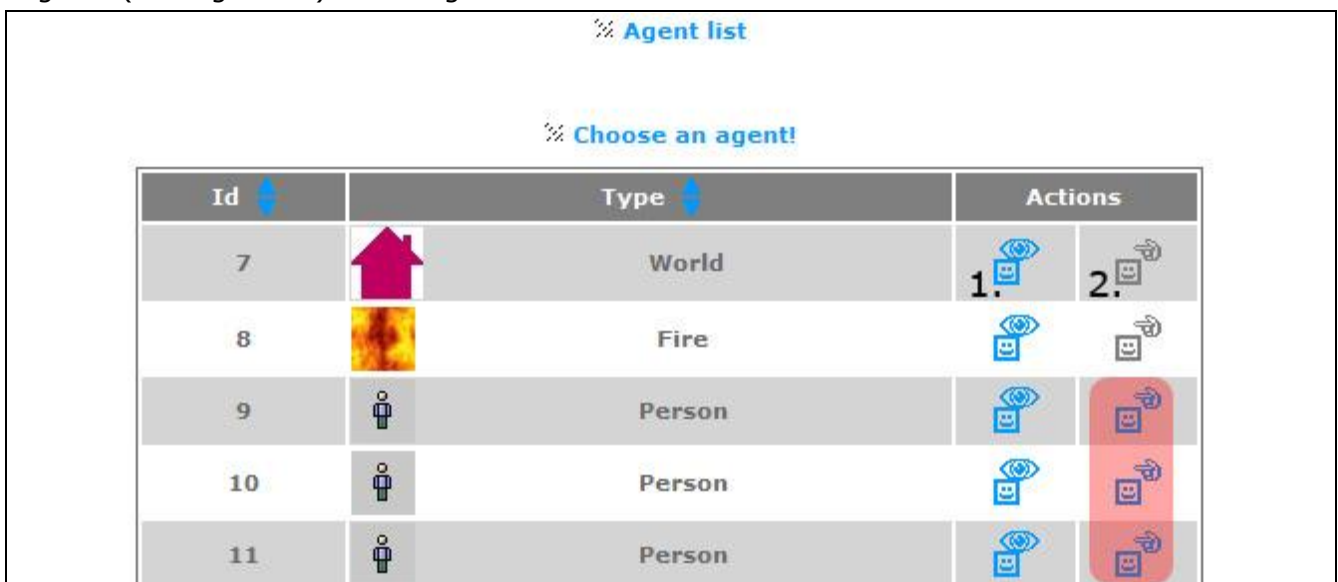 Agent list
Choose an agent!
Id Type Actions
7 World 1. 2.
8 Fire
9 Person
10 Person
11 Person